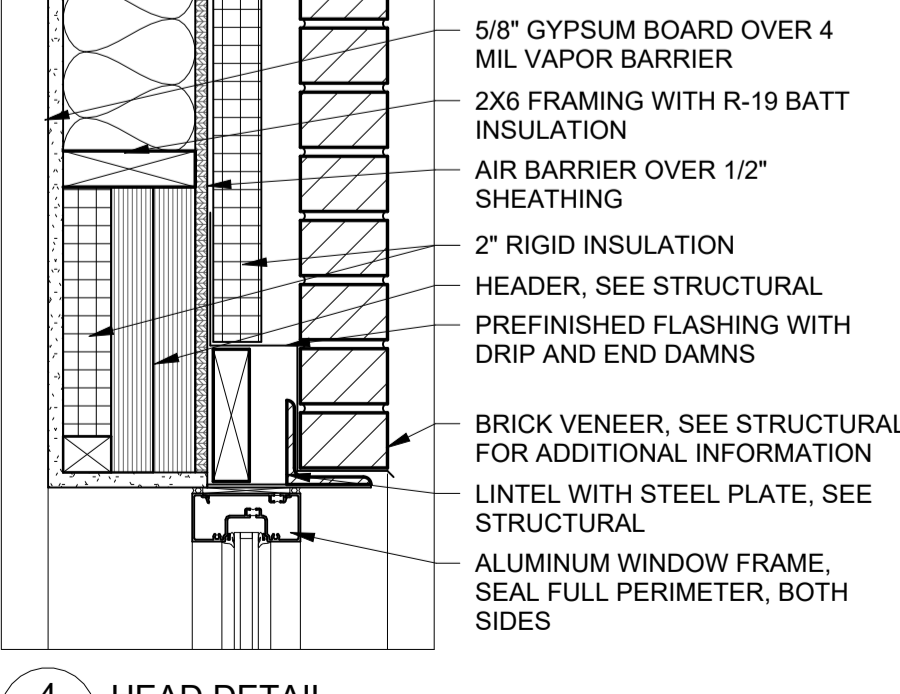 5/8" GYPSUM BOARD OVER 4
MIL VAPOR BARRIER
2X6 FRAMING WITH R-19 BATT
INSULATION
AIR BARRIER OVER 1/2"
SHEATHING
2" RIGID INSULATION
HEADER, SEE STRUCTURAL
PREFINISHED FLASHING WITH
DRIP AND END DAMNS
BRICK VENEER, SEE STRUCTURAL
FOR ADDITIONAL INFORMATION
LINTEL WITH STEEL PLATE, SEE
STRUCTURAL
ALUMINUM WINDOW FRAME,
SEAL FULL PERIMETER, BOTH
SIDES
4 HEAD DETAIL